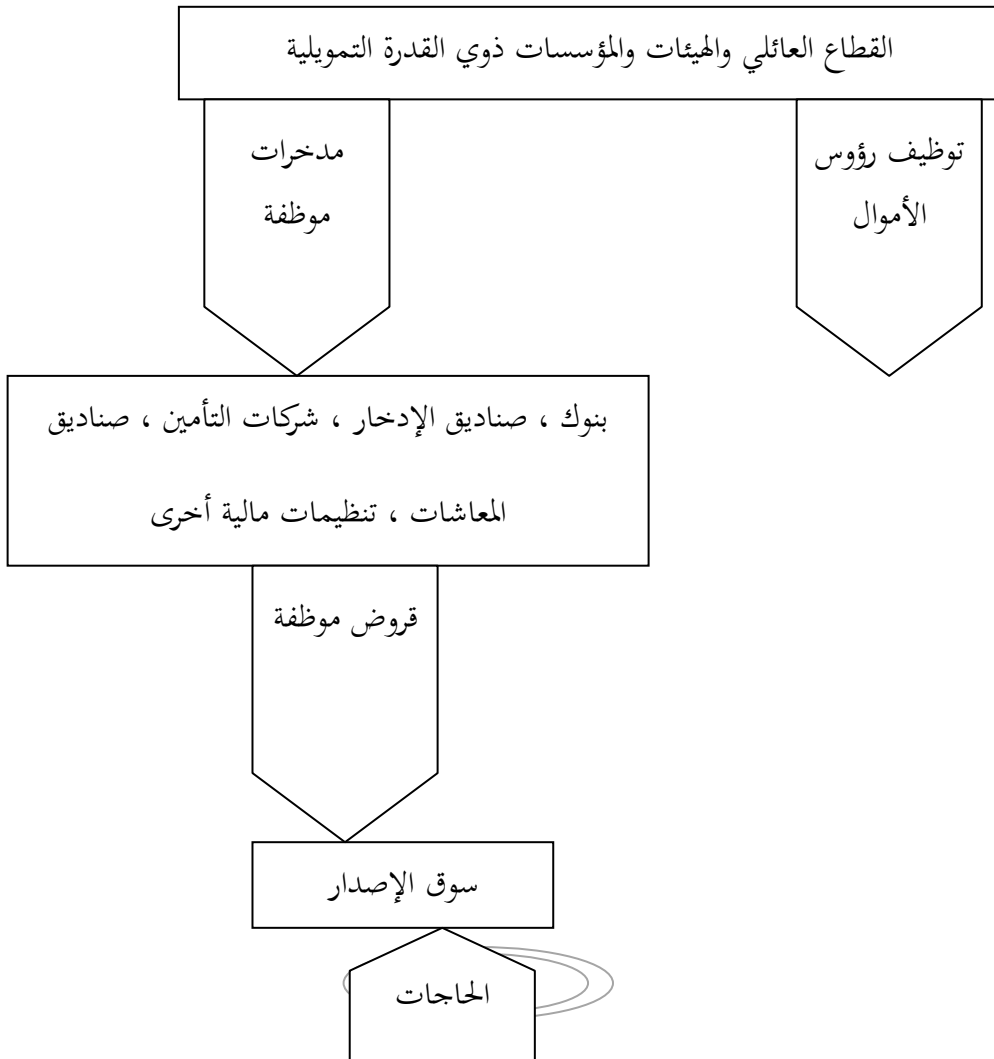 القطاع العائلي والهيئات والمؤسسات ذوي القدرة التمويلية
توظيف رؤوس
الأموال
مدخرات
موظفة
بنوك ، صناديق الإدخار ، شركات التأمين ، صناديق
المعاشات ، تنظيمات مالية أخرى
قروض موظفة
سوق الإصدار
الحاجات